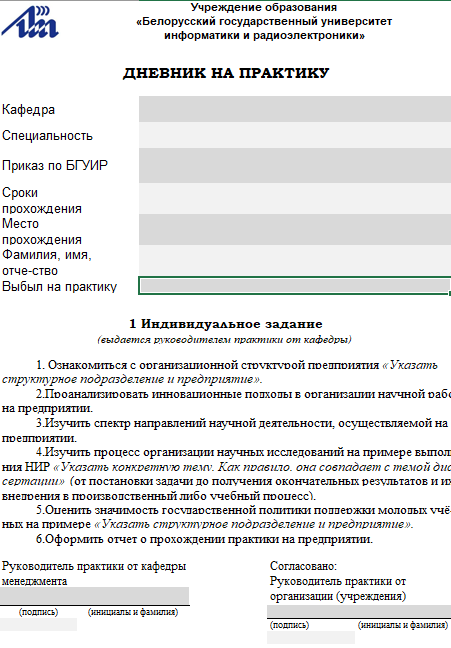 Учреждение образования
«Белорусский государственный университет
информатики и радиоэлектроники»
ДНЕВНИК НА ПРАКТИКУ
Кафедра
Специальность
Приказ по БГУИР
Сроки
прохождения
Место
прохождения
Фамилия, имя,
отче-ство
Выбыл на практику
1 Индивидуальное задание
(выдается руководителем практики от кафедры)
1. Ознакомиться с организационной структурой предприятия «Указать
структурное подразделение и предприятие».
2.Проанализировать инновационные подходы в организации научной рабо
на предприятии.
3.Изучить спектр направлений научной деятельности, осуществляемой на
предприятии.
4.Изучить процесс организации научных исследований на примере выпол
ния НИР «Указать конкретную тему. Как правило, она совпадает с темой дис
сертации» (от постановки задачи до получения окончательных результатов и их
внедрения в производственный либо учебный процесс).
5.Оценить значимость государственной политики поддержки молодых учё
ных на примере «Указать структурное подразделение и предприятие».
6.Оформить отчет о прохождении практики на предприятии.
Руководитель практики от кафедры
менеджмента
(подпись) (инициалы и фамилия)
Согласовано:
Руководитель практики от
организации (учреждения)
(подпись) (инициалы и фамилия)